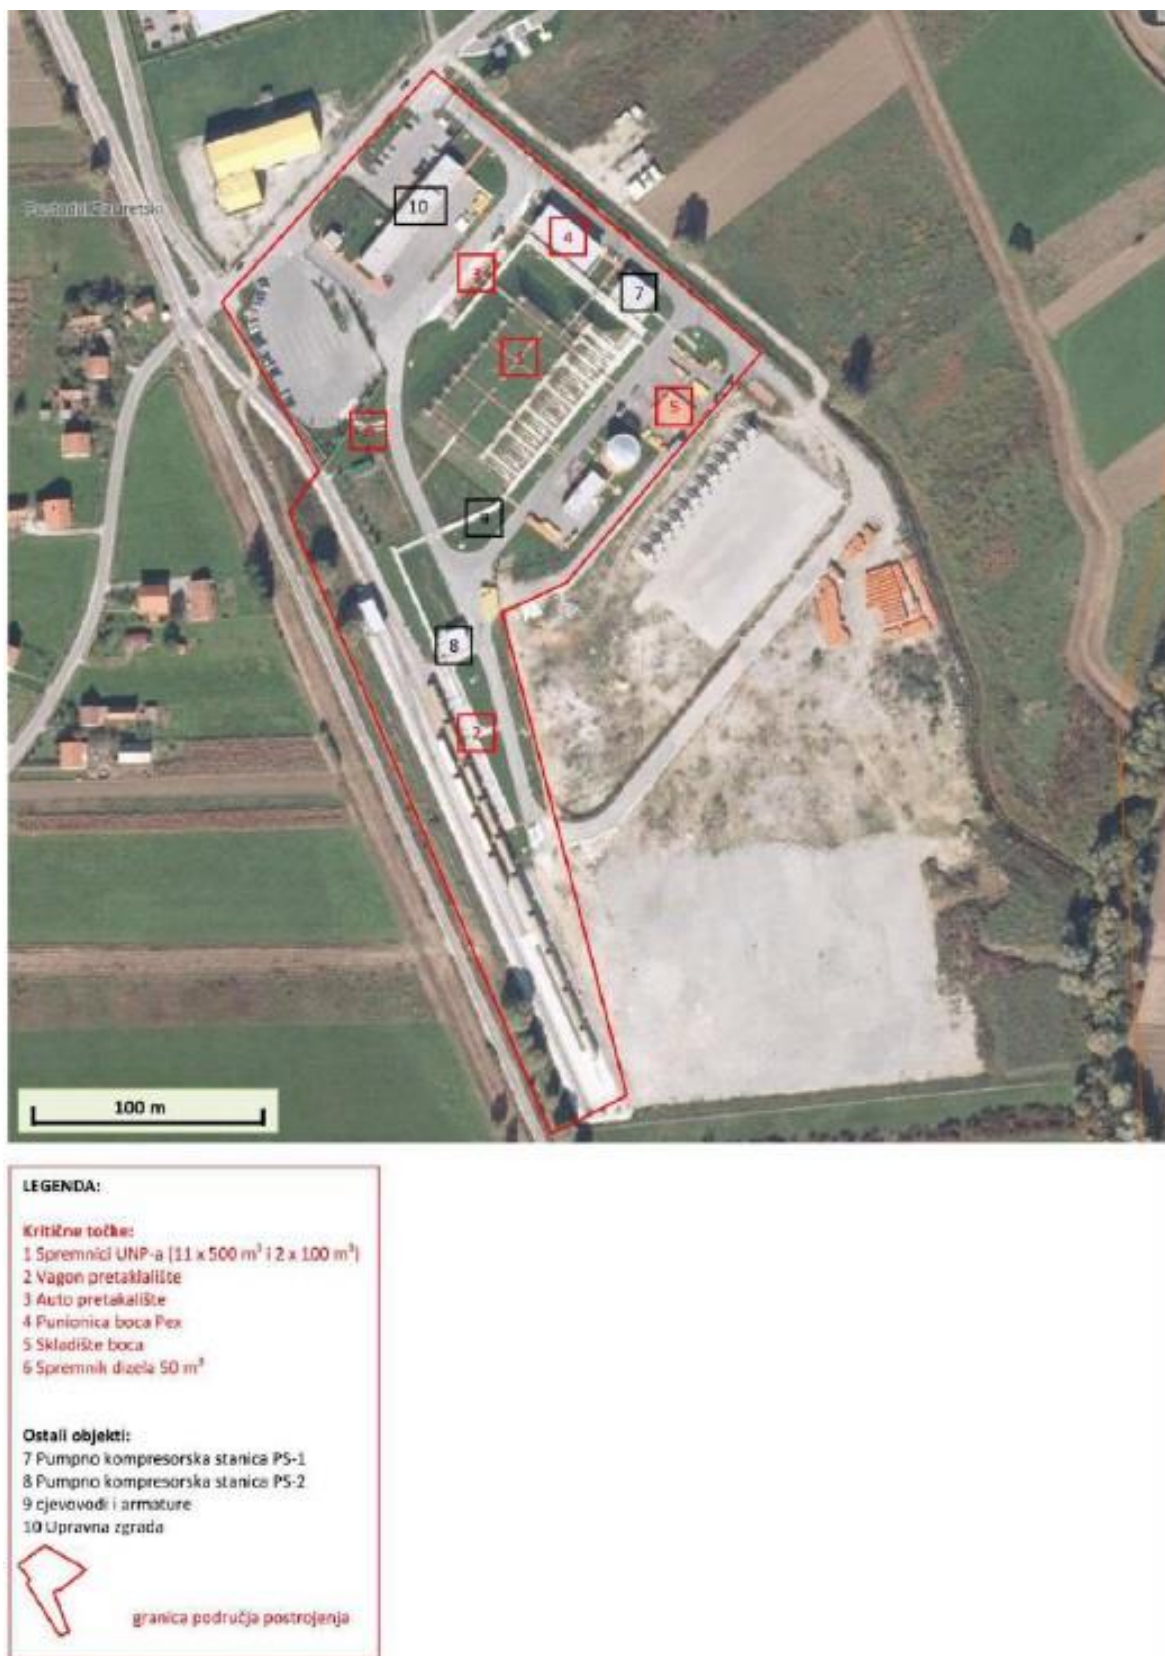 10
4
3
7
1
5
9
8
2
100 m
LEGENDA:
Kritične točke:
1 Spremnici UNP-a (11 x 500 m³ i 2 x 100 m³)
2 Vagon pretaklalište
3 Auto pretakalište
4 Punionica boca Pex
5 Skladište boca
6 Spremnik dizela 50 m³
Ostali objekti:
7 Pumpno kompresorska stanica PS-1
8 Pumpno kompresorska stanica PS-2
9 cjevovodi i armature
10 Upravna zgrada
granica područja postrojenja